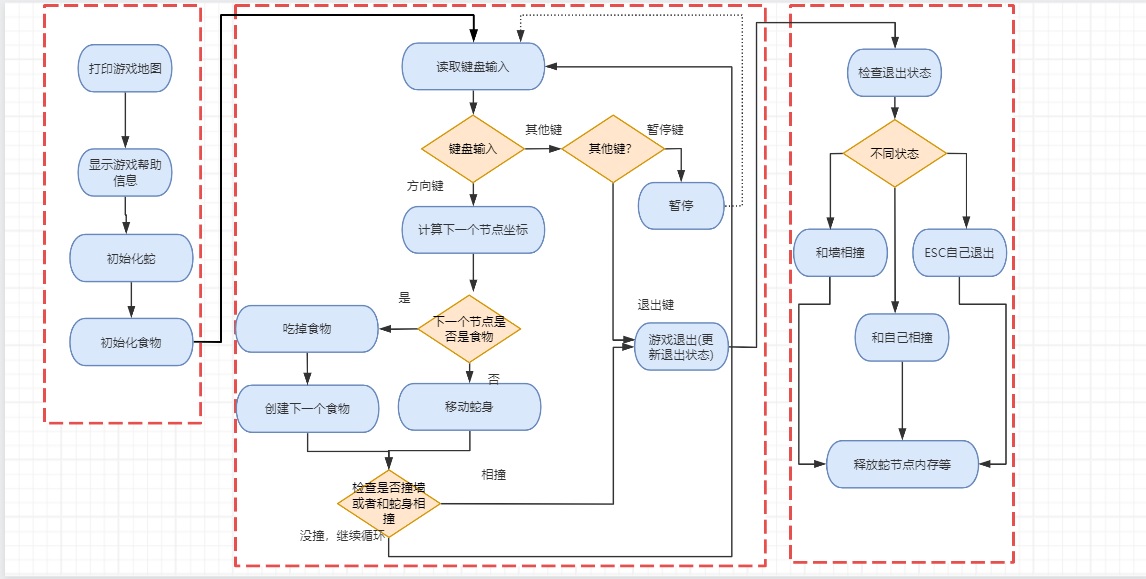 打印游戏地图
显示游戏帮助
信息
初始化蛇
初始化食物
读取键盘输入
键盘输入
其他键
其他键?
暂停键
暂停
方向键
计算下一个节点坐标
下一个节点是
否是食物
是
吃掉食物
创建下一个食物
否
移动蛇身
检查是否撞墙
或者和蛇身相
撞
相撞
没撞，继续循环
退出键
游戏退出(更
新退出状态)
检查退出状态
不同状态
和墙相撞
ESC自己退出
和自己相撞
释放蛇节点内存等